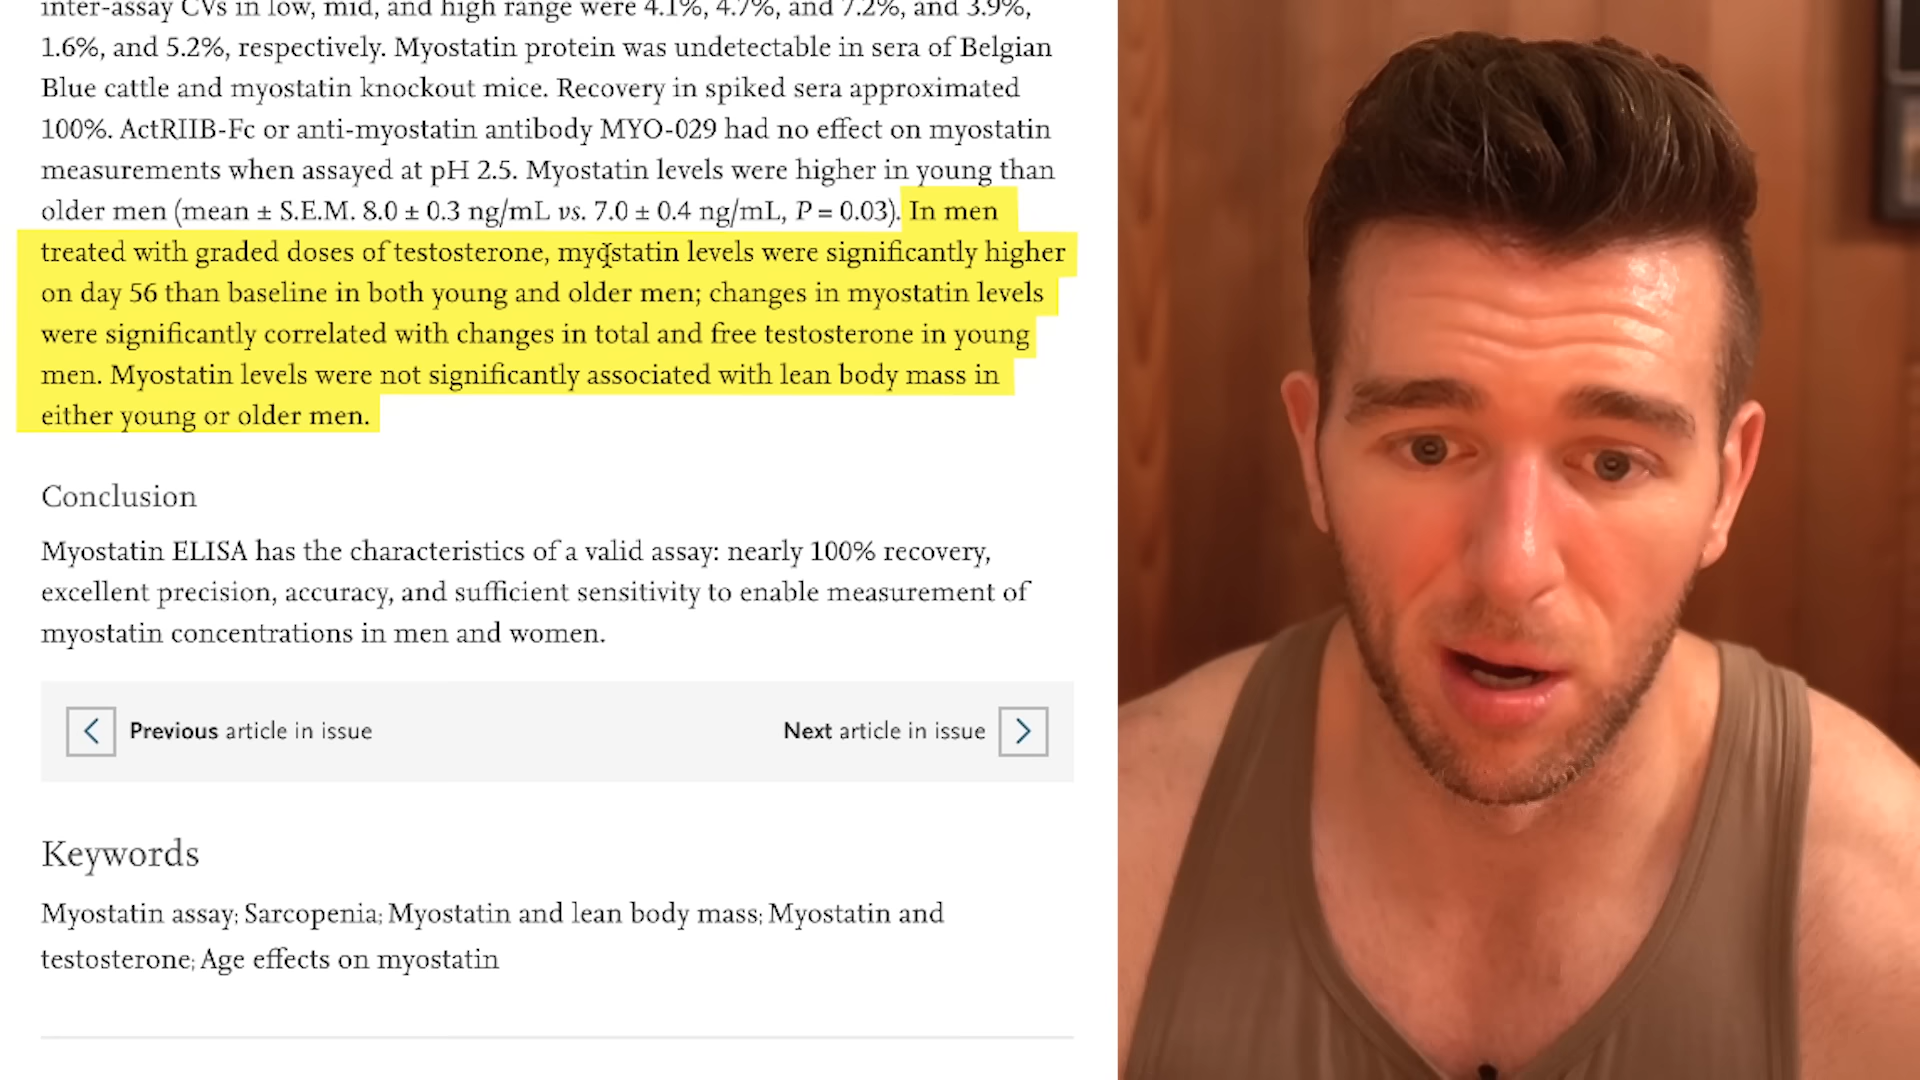 inter-assay CVs in low, mid, and high range were 4.1%, 4.7%, and 7.2%, and 3.9%,
1.6%, and 5.2%, respectively. Myostatin protein was undetectable in sera of Belgian
Blue cattle and myostatin knockout mice. Recovery in spiked sera approximated
100%. ActRIIB-Fc or anti-myostatin antibody MYO-029 had no effect on myostatin
measurements when assayed at pH 2.5. Myostatin levels were higher in young than
older men (mean ± S.E.M. 8.0 ± 0.3 ng/mL vs. 7.0 ± 0.4 ng/mL, P = 0.03). In men
treated with graded doses of testosterone, myostatin levels were significantly higher
on day 56 than baseline in both young and older men; changes in myostatin levels
were significantly correlated with changes in total and free testosterone in young
men. Myostatin levels were not significantly associated with lean body mass in
either young or older men.
Conclusion
Myostatin ELISA has the characteristics of a valid assay: nearly 100% recovery,
excellent precision, accuracy, and sufficient sensitivity to enable measurement of
myostatin concentrations in men and women.
Previous article in issue
Next article in issue
Keywords
Myostatin assay; Sarcopenia; Myostatin and lean body mass; Myostatin and
testosterone; Age effects on myostatin